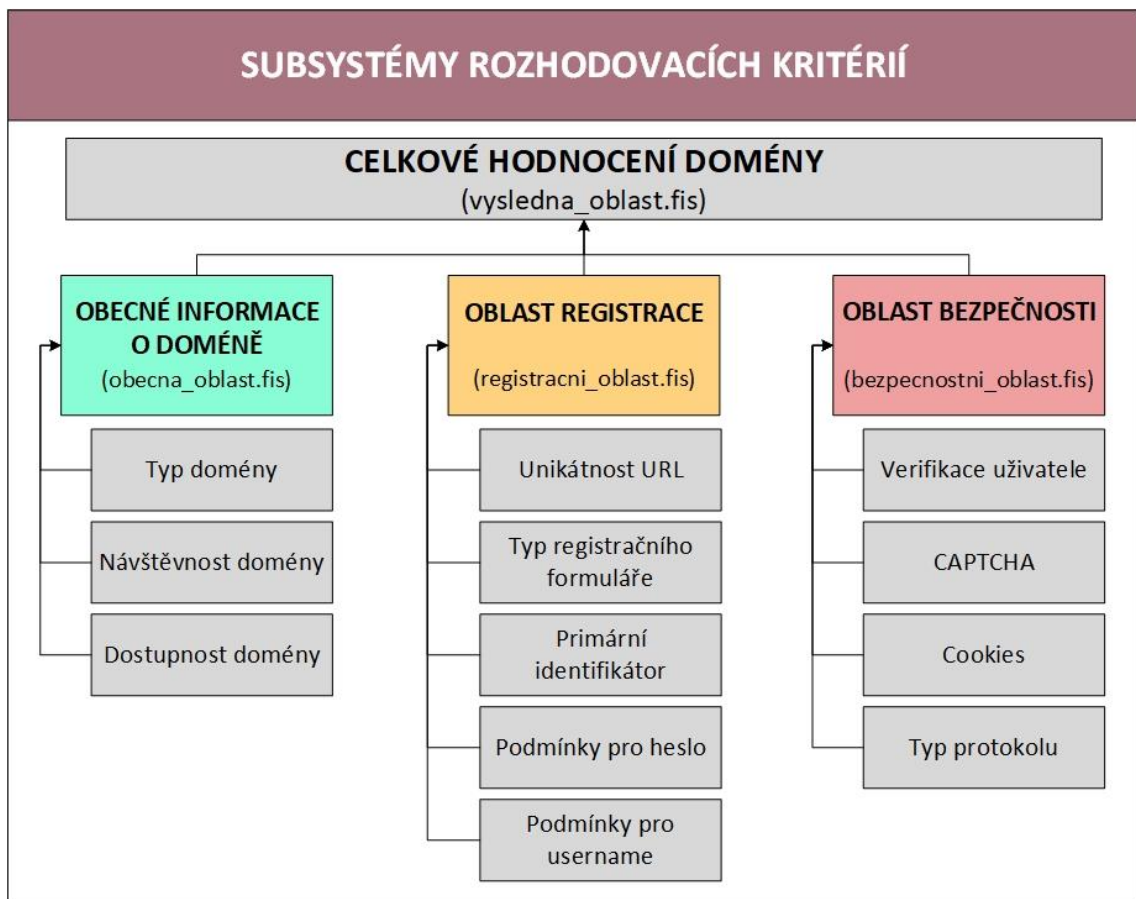 SUBSYSTÉMY ROZHODOVACÍCH KRITÉRIÍ
CELKOVÉ HODNOCENÍ DOMÉNY
(vysledna_oblast.fis)
OBECNÉ INFORMACE
O DOMÉNĚ
(obecna_oblast.fis)
Typ domény
Návštěvnost domény
Dostupnost domény
OBLAST REGISTRACE
(registracni_oblast.fis)
Unikátnost URL
Typ registračního
formuláře
Primární
identifikátor
Podmínky pro heslo
Podmínky pro
username
OBLAST BEZPEČNOSTI
(bezpecnostni_oblast.fis)
Verifikace uživatele
CAPTCHA
Cookies
Typ protokolu